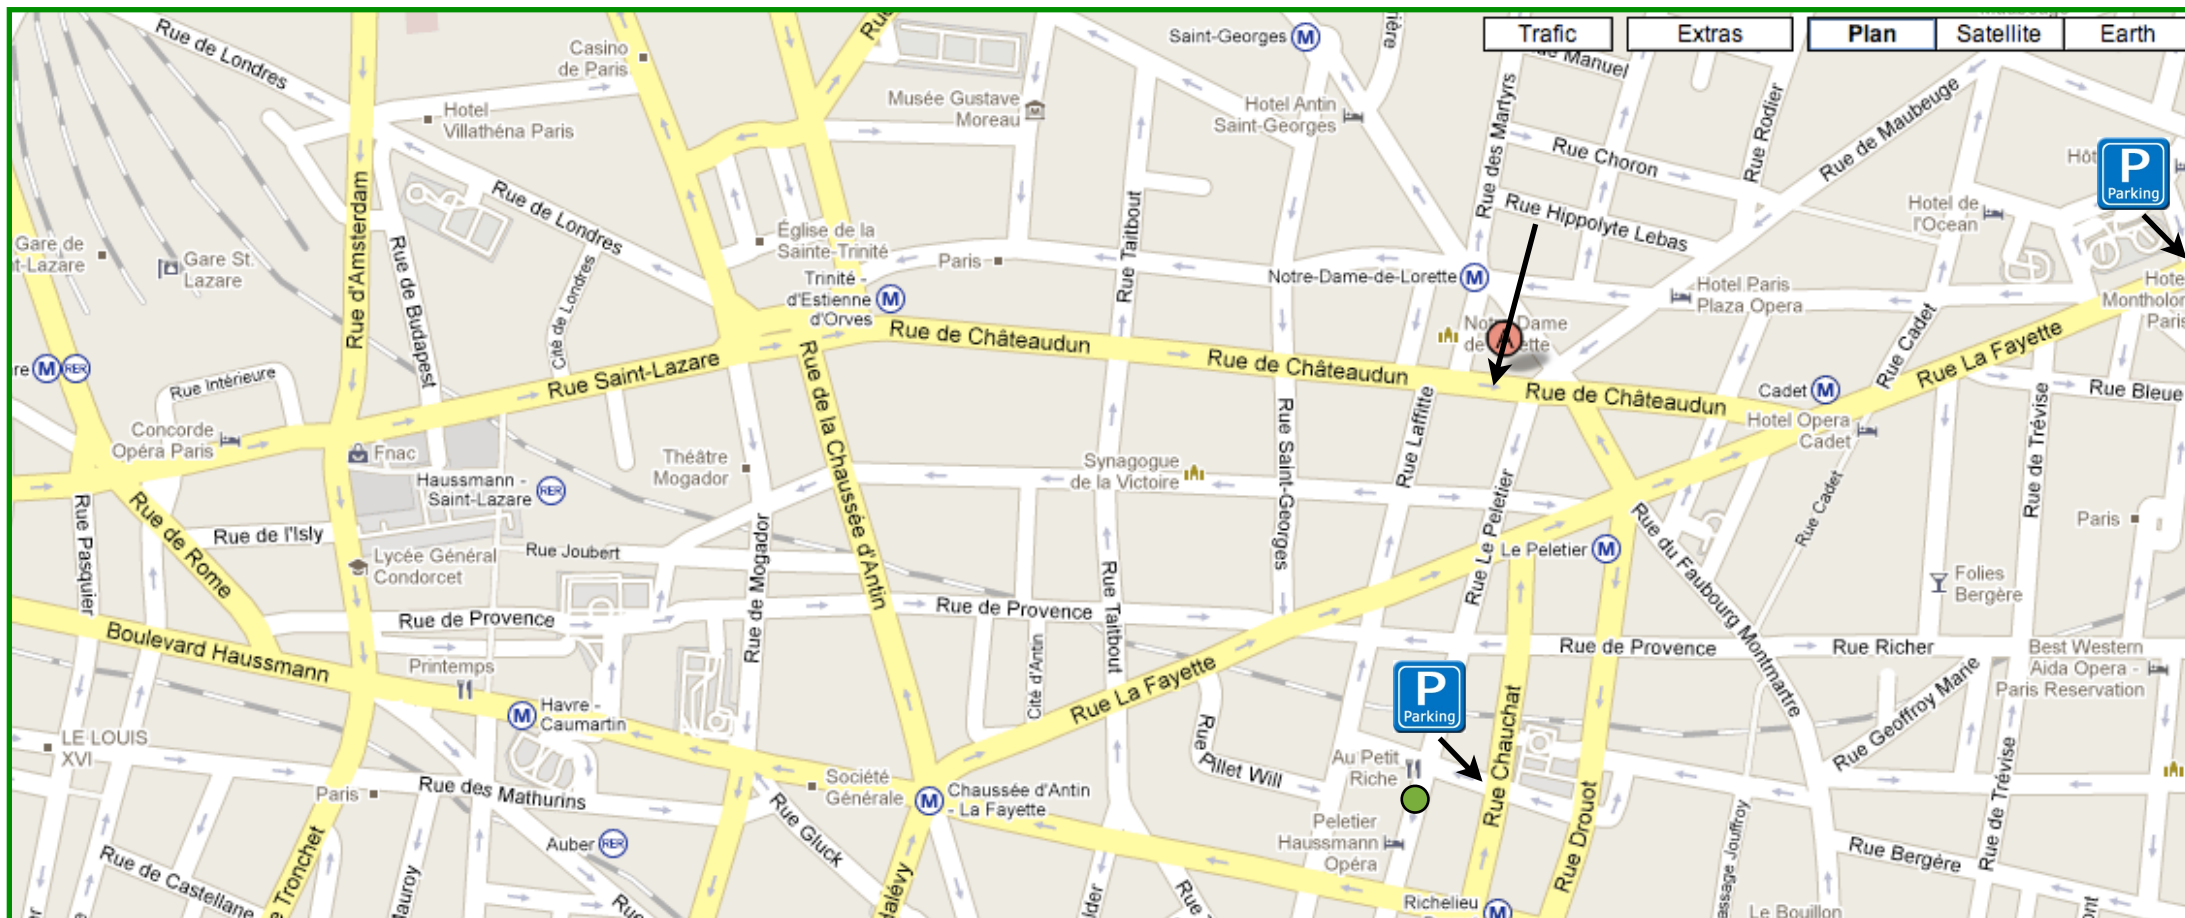 Trafic
Extras
Plan
Satellite
Earth
Rue de Londres
Casino
de Paris
Saint-Georges
M
Rue Manuel
Hotel
Villathéna Paris
Musée Gustave
Moreau
Hotel Antin
Saint-Georges
Rue des Martyrs
Rue Choron
Rue Rodier
Rue de Maubeuge
P
Parking
Rue d'Amsterdam
Rue de Londres
Rue Taitbout
Rue Hippolyte Lebas
Hotel de
l'Ocean
Gare de
t-Lazare
Gare St.
Lazare
Rue de Budapest
Cité de Londres
Église de la
Sainte-Trinité
Paris
Trinité -
d'Estienne
d'Orves
M
Notre-Dame-de-Lorette
M
Hotel Paris
Plaza Opera
Hote
Montholon
Paris
Rue de Châteaudun
Rue de Châteaudun
Rue de Châteaudun
A
Rue Cadet
Rue La Fayette
re
M
RER
Rue Intérieure
Rue Saint-Lazare
Rue de la Chaussée d'Antin
Rue Saint-Georges
Rue Laffitte
Cadet
M
Hotel Opera
Cadet
Rue Bleue
Rue de Trévise
Concorde
Opéra Paris
Fnac
Haussmann -
Saint-Lazare
RER
Théâtre
Mogador
Synagogue
de la Victoire
Rue Le Peletier
Rue Cadet
Paris
Rue Pasquier
Rue de Rome
Rue de l'Isly
Lycée Général
Condorcet
Rue Joubert
Rue de Mogador
Rue Taitbout
Le Peletier
M
Rue du Faubourg Montmartre
Folies
Bergère
Boulevard Haussmann
Rue de Provence
Rue de Provence
Cité d'Antin
Rue de Provence
Rue Richer
Best Western
Aida Opera -
Paris Reservation
Printemps
M
Havre -
Caumartin
Rue La Fayette
P
Parking
Rue Chauchat
Rue Geoffroy Marie
LE LOUIS
XVI
Rue Pillet Will
Au Petit
Riche
Rue Drouot
Rue de Trévise
Paris
Rue des Mathurins
Société
Générale
M
Chaussée d'Antin
- La Fayette
Peletier
Haussmann
Opéra
Rue Tronchet
Auber
RER
Rue Gluck
Rue de Castellane
Rue Bergère
Richelieu
M
Le Bouillon